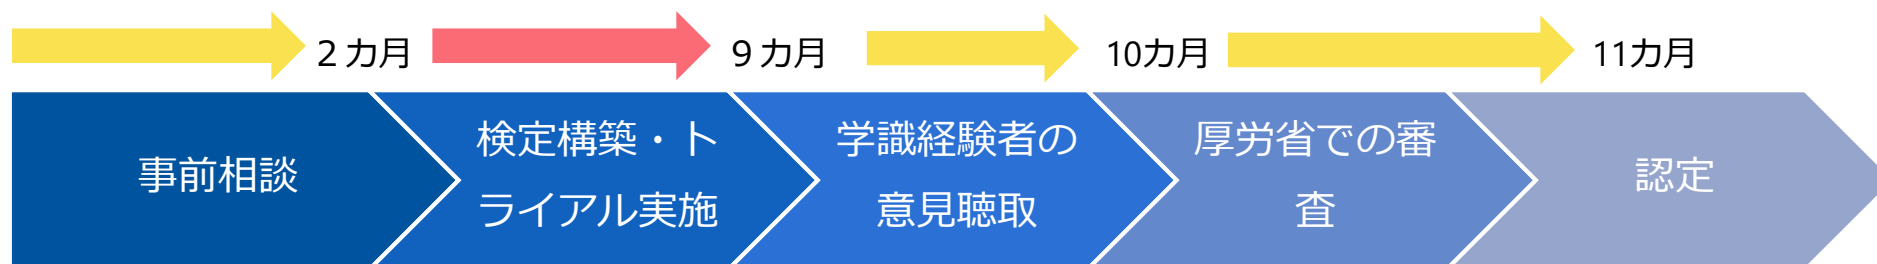 ２カ月
９カ月
10カ月
11カ月
事前相談
検定構築・ト
ライアル実施
学識経験者の
意見聴取
厚労省での審
査
認定